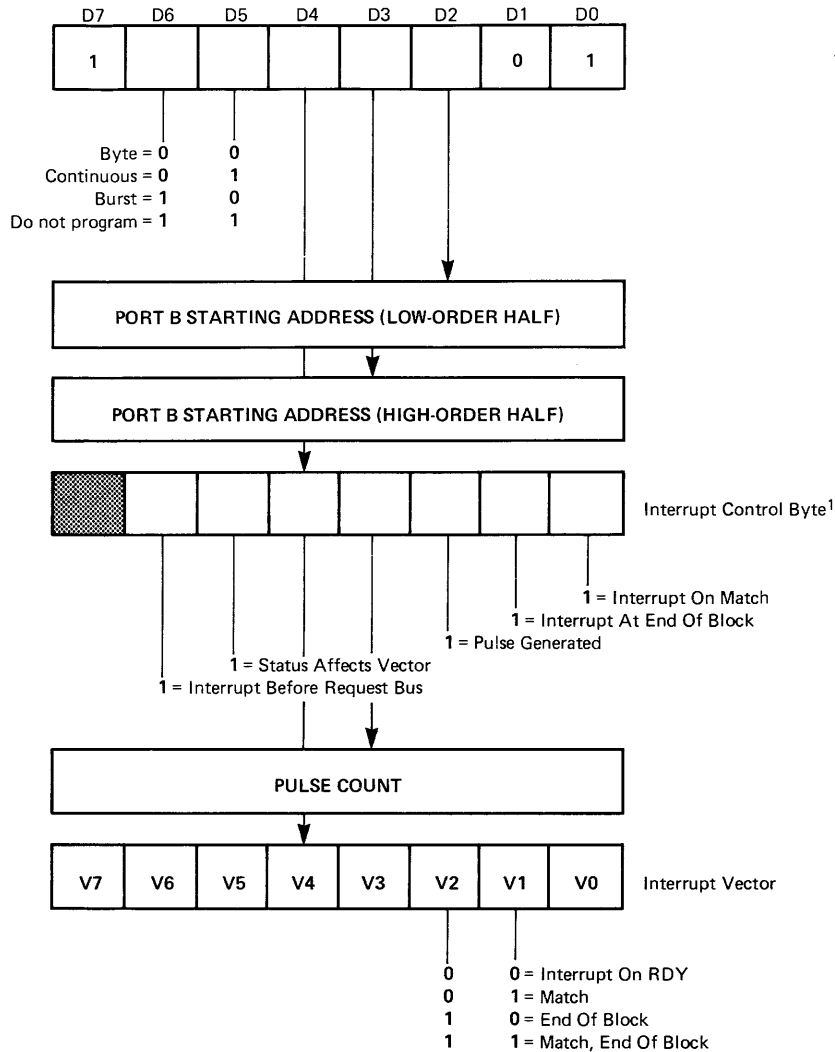 D7 D6 D5 D4 D3 D2 D1 D0
1 0 1
Byte = 0 0
Continuous = 0 1
Burst = 1 0
Do not program = 1 1
PORT B STARTING ADDRESS (LOW-ORDER HALF)
PORT B STARTING ADDRESS (HIGH-ORDER HALF)
Interrupt Control Byte1
1 = Interrupt On Match
1 = Interrupt At End Of Block
1 = Pulse Generated
1 = Status Affects Vector
1 = Interrupt Before Request Bus
PULSE COUNT
V7 V6 V5 V4 V3 V2 V1 V0 Interrupt Vector
0 0 = Interrupt On RDY
0 1 = Match
1 0 = End Of Block
1 1 = Match, End Of Block